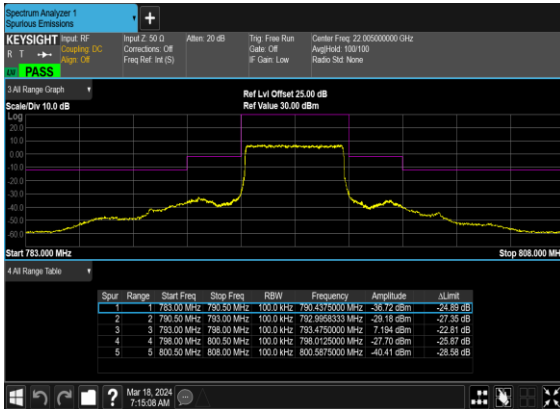 Spectrum Analyzer 1
Spurious Emissions
+
KEYSIGHT Input: RF Input Z: 50 Ω Atten: 20 dB Trig: Free Run Center Freq: 22.005000000 GHz
R T Coupling: DC Corrections: Off Gate: Off Avg|Hold: 100/100
Align: Off Freq Ref: Int (S) IF Gain: Low Radio Std: None
PASS
3 All Range Graph
Ref Lvl Offset 25.00 dB
Scale/Div 10.0 dB Ref Value 30.00 dBm
Log
20.0
10.0
0.00
-10.0
-20.0
-30.0
-40.0
-50.0
-60.0
Start 783.000 MHz Stop 808.000 MH
4 All Range Table
Spur Range Start Freq Stop Freq RBW Frequency Amplitude ΔLimit
1 1 783.00 MHz 790.50 MHz 100.0 kHz 790.4375000 MHz -36.72 dBm -24.89 dB
2 2 790.50 MHz 793.00 MHz 100.0 kHz 792.9958333 MHz -29.18 dBm -27.35 dB
3 3 793.00 MHz 798.00 MHz 100.0 kHz 793.4750000 MHz 7.194 dBm -22.81 dB
4 4 798.00 MHz 800.50 MHz 100.0 kHz 798.0125000 MHz -27.70 dBm -25.87 dB
5 5 800.50 MHz 808.00 MHz 100.0 kHz 800.5875000 MHz -40.41 dBm -28.58 dB
? Mar 18, 2024
7:15:08 AM